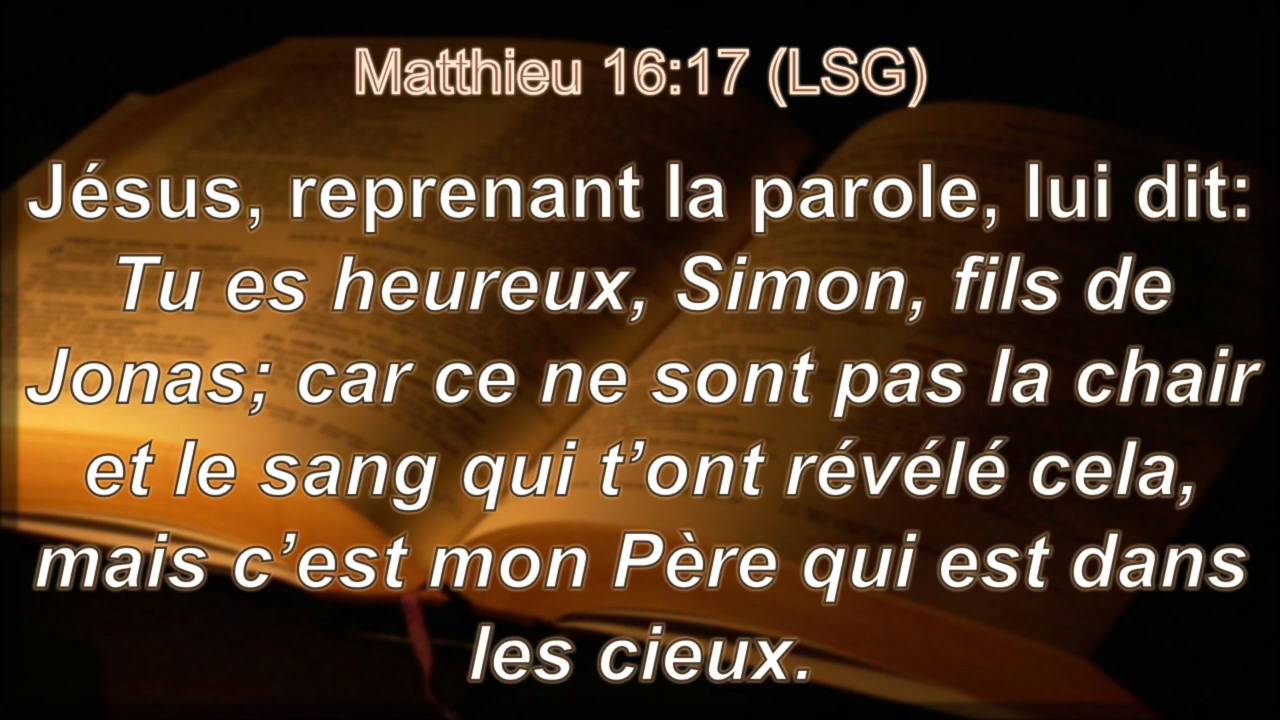 Matthieu 16:17 (LSG)
Jésus, reprenant la parole, lui dit:
Tu es heureux, Simon, fils de
Jonas; car ce ne sont pas la chair
et le sang qui t’ont révélé cela,
mais c’est mon Père qui est dans
les cieux.